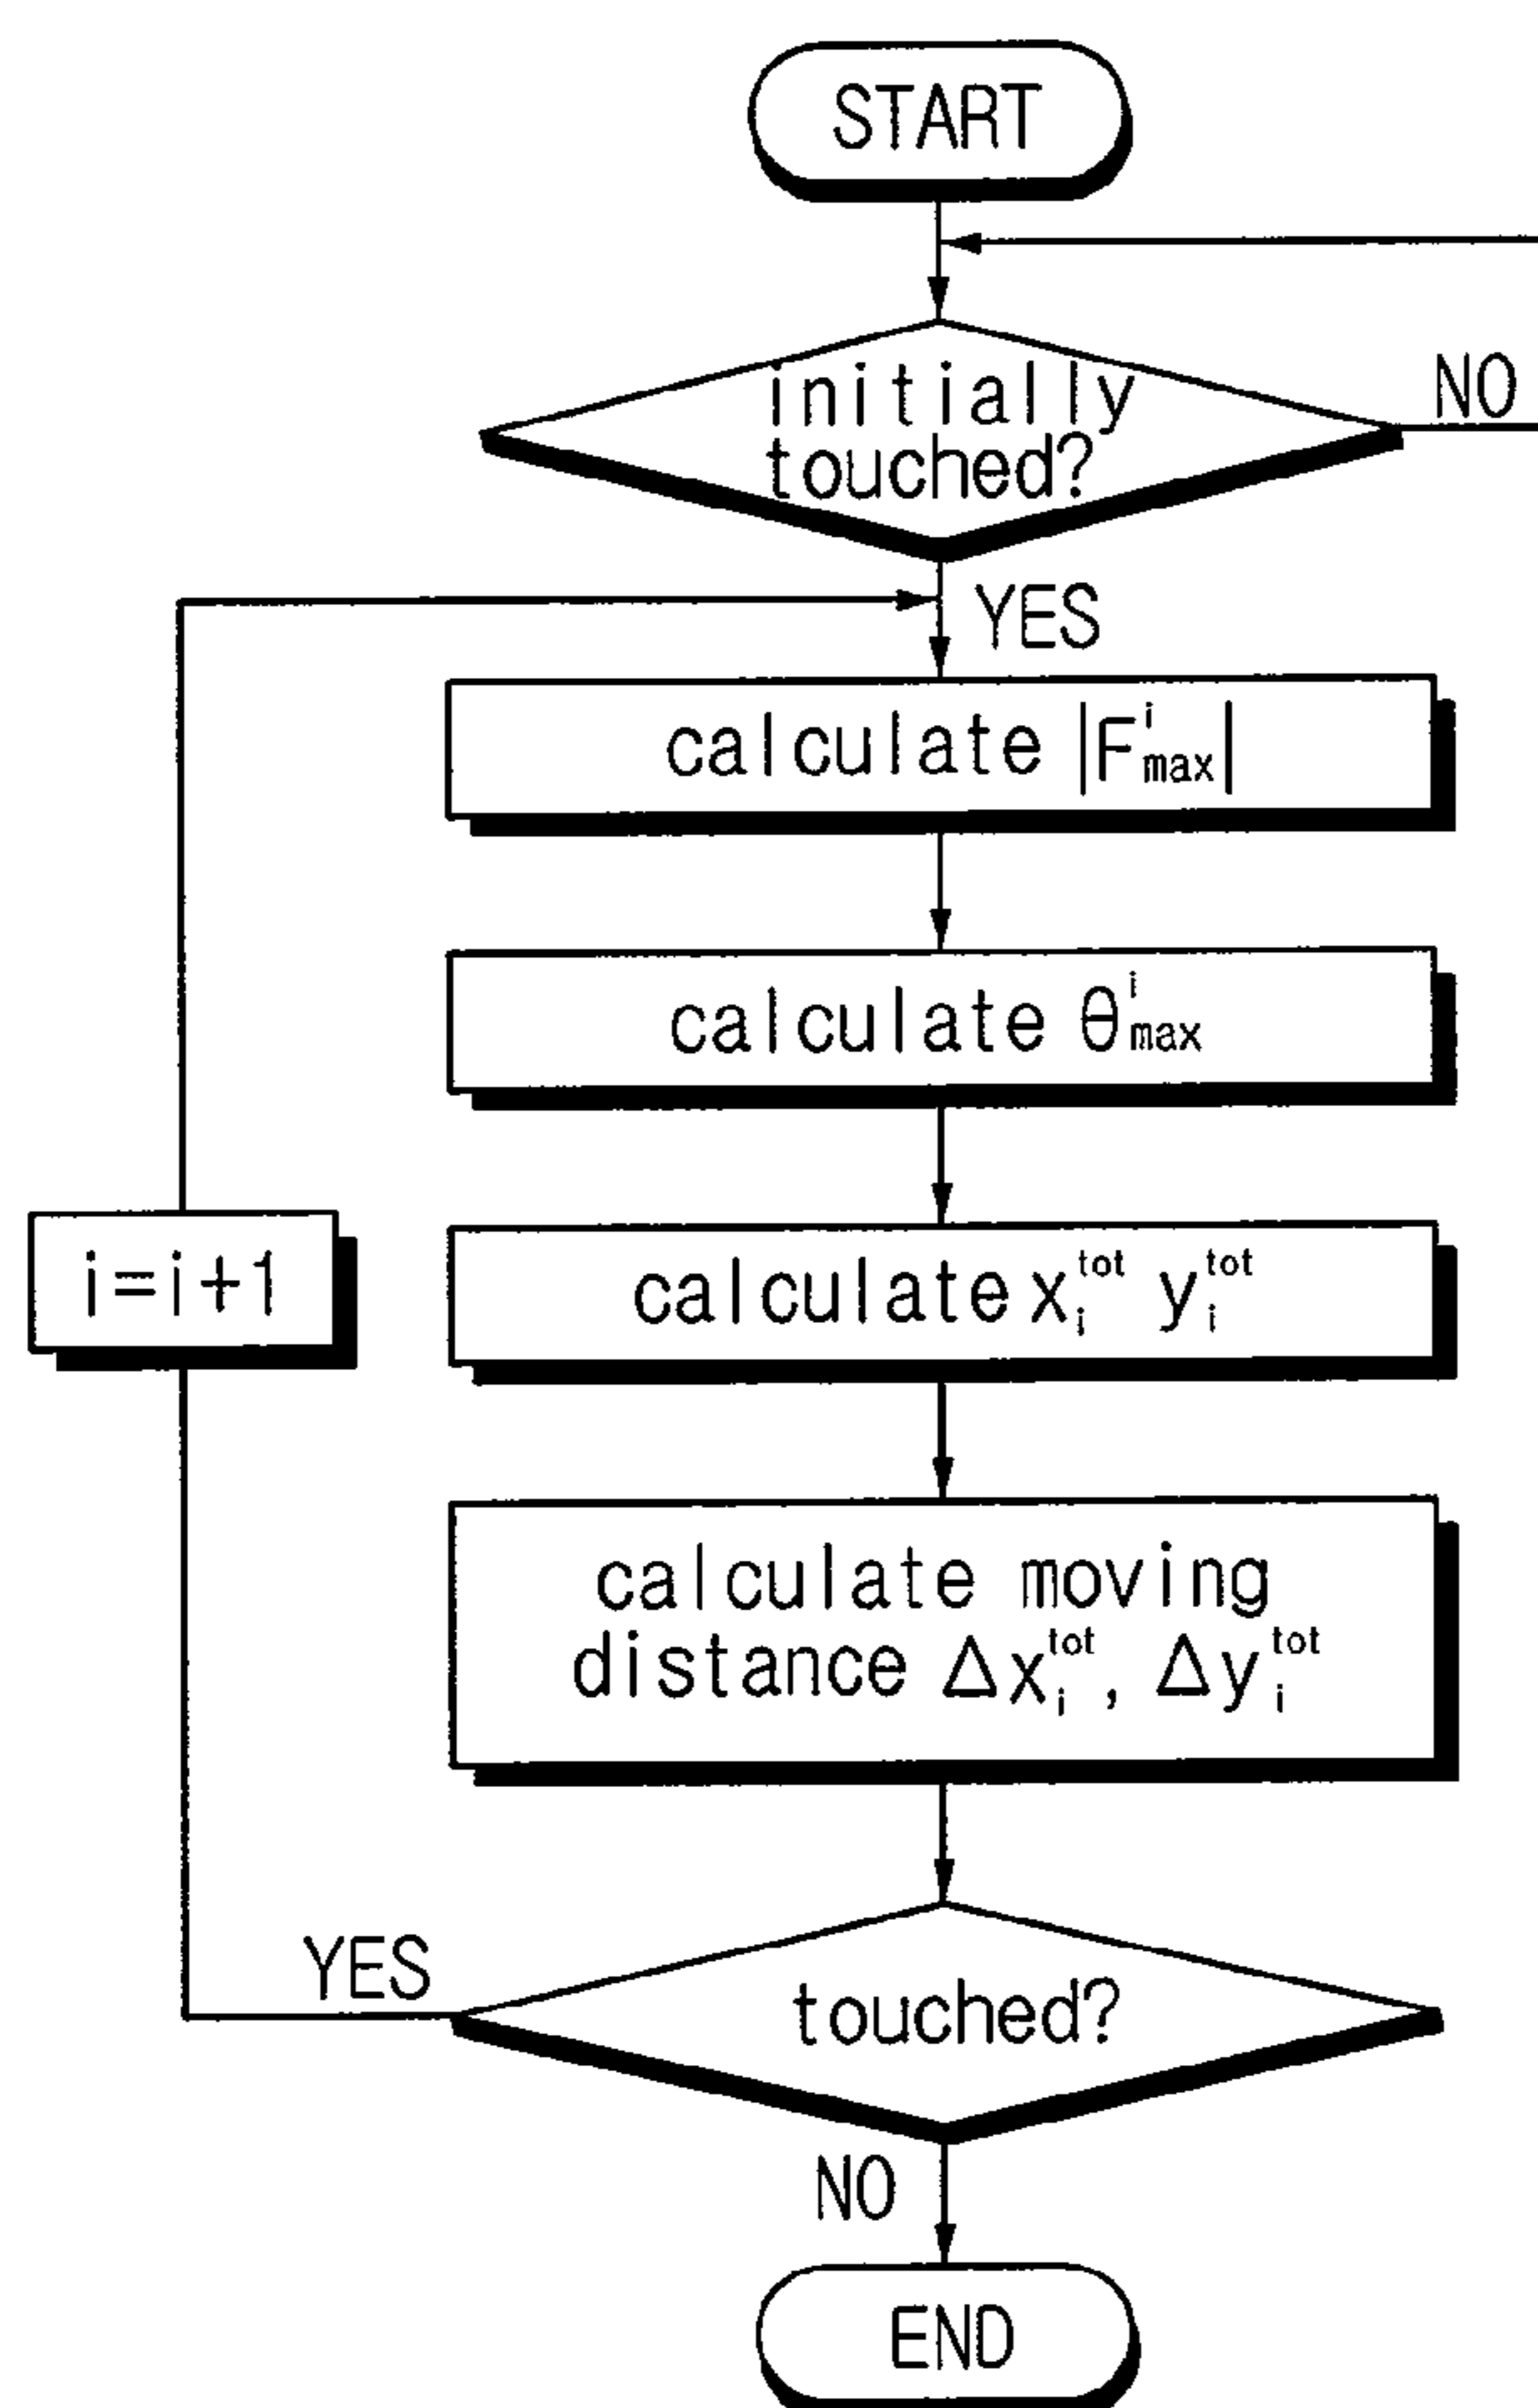 START
initially
touched?
NO
YES
calculate |F^i_max|
calculate θ^i_max
i=i+1
calculate x_i^tot y_i^tot
calculate moving
distance Δx_i^tot, Δy_i^tot
YES
touched?
NO
END